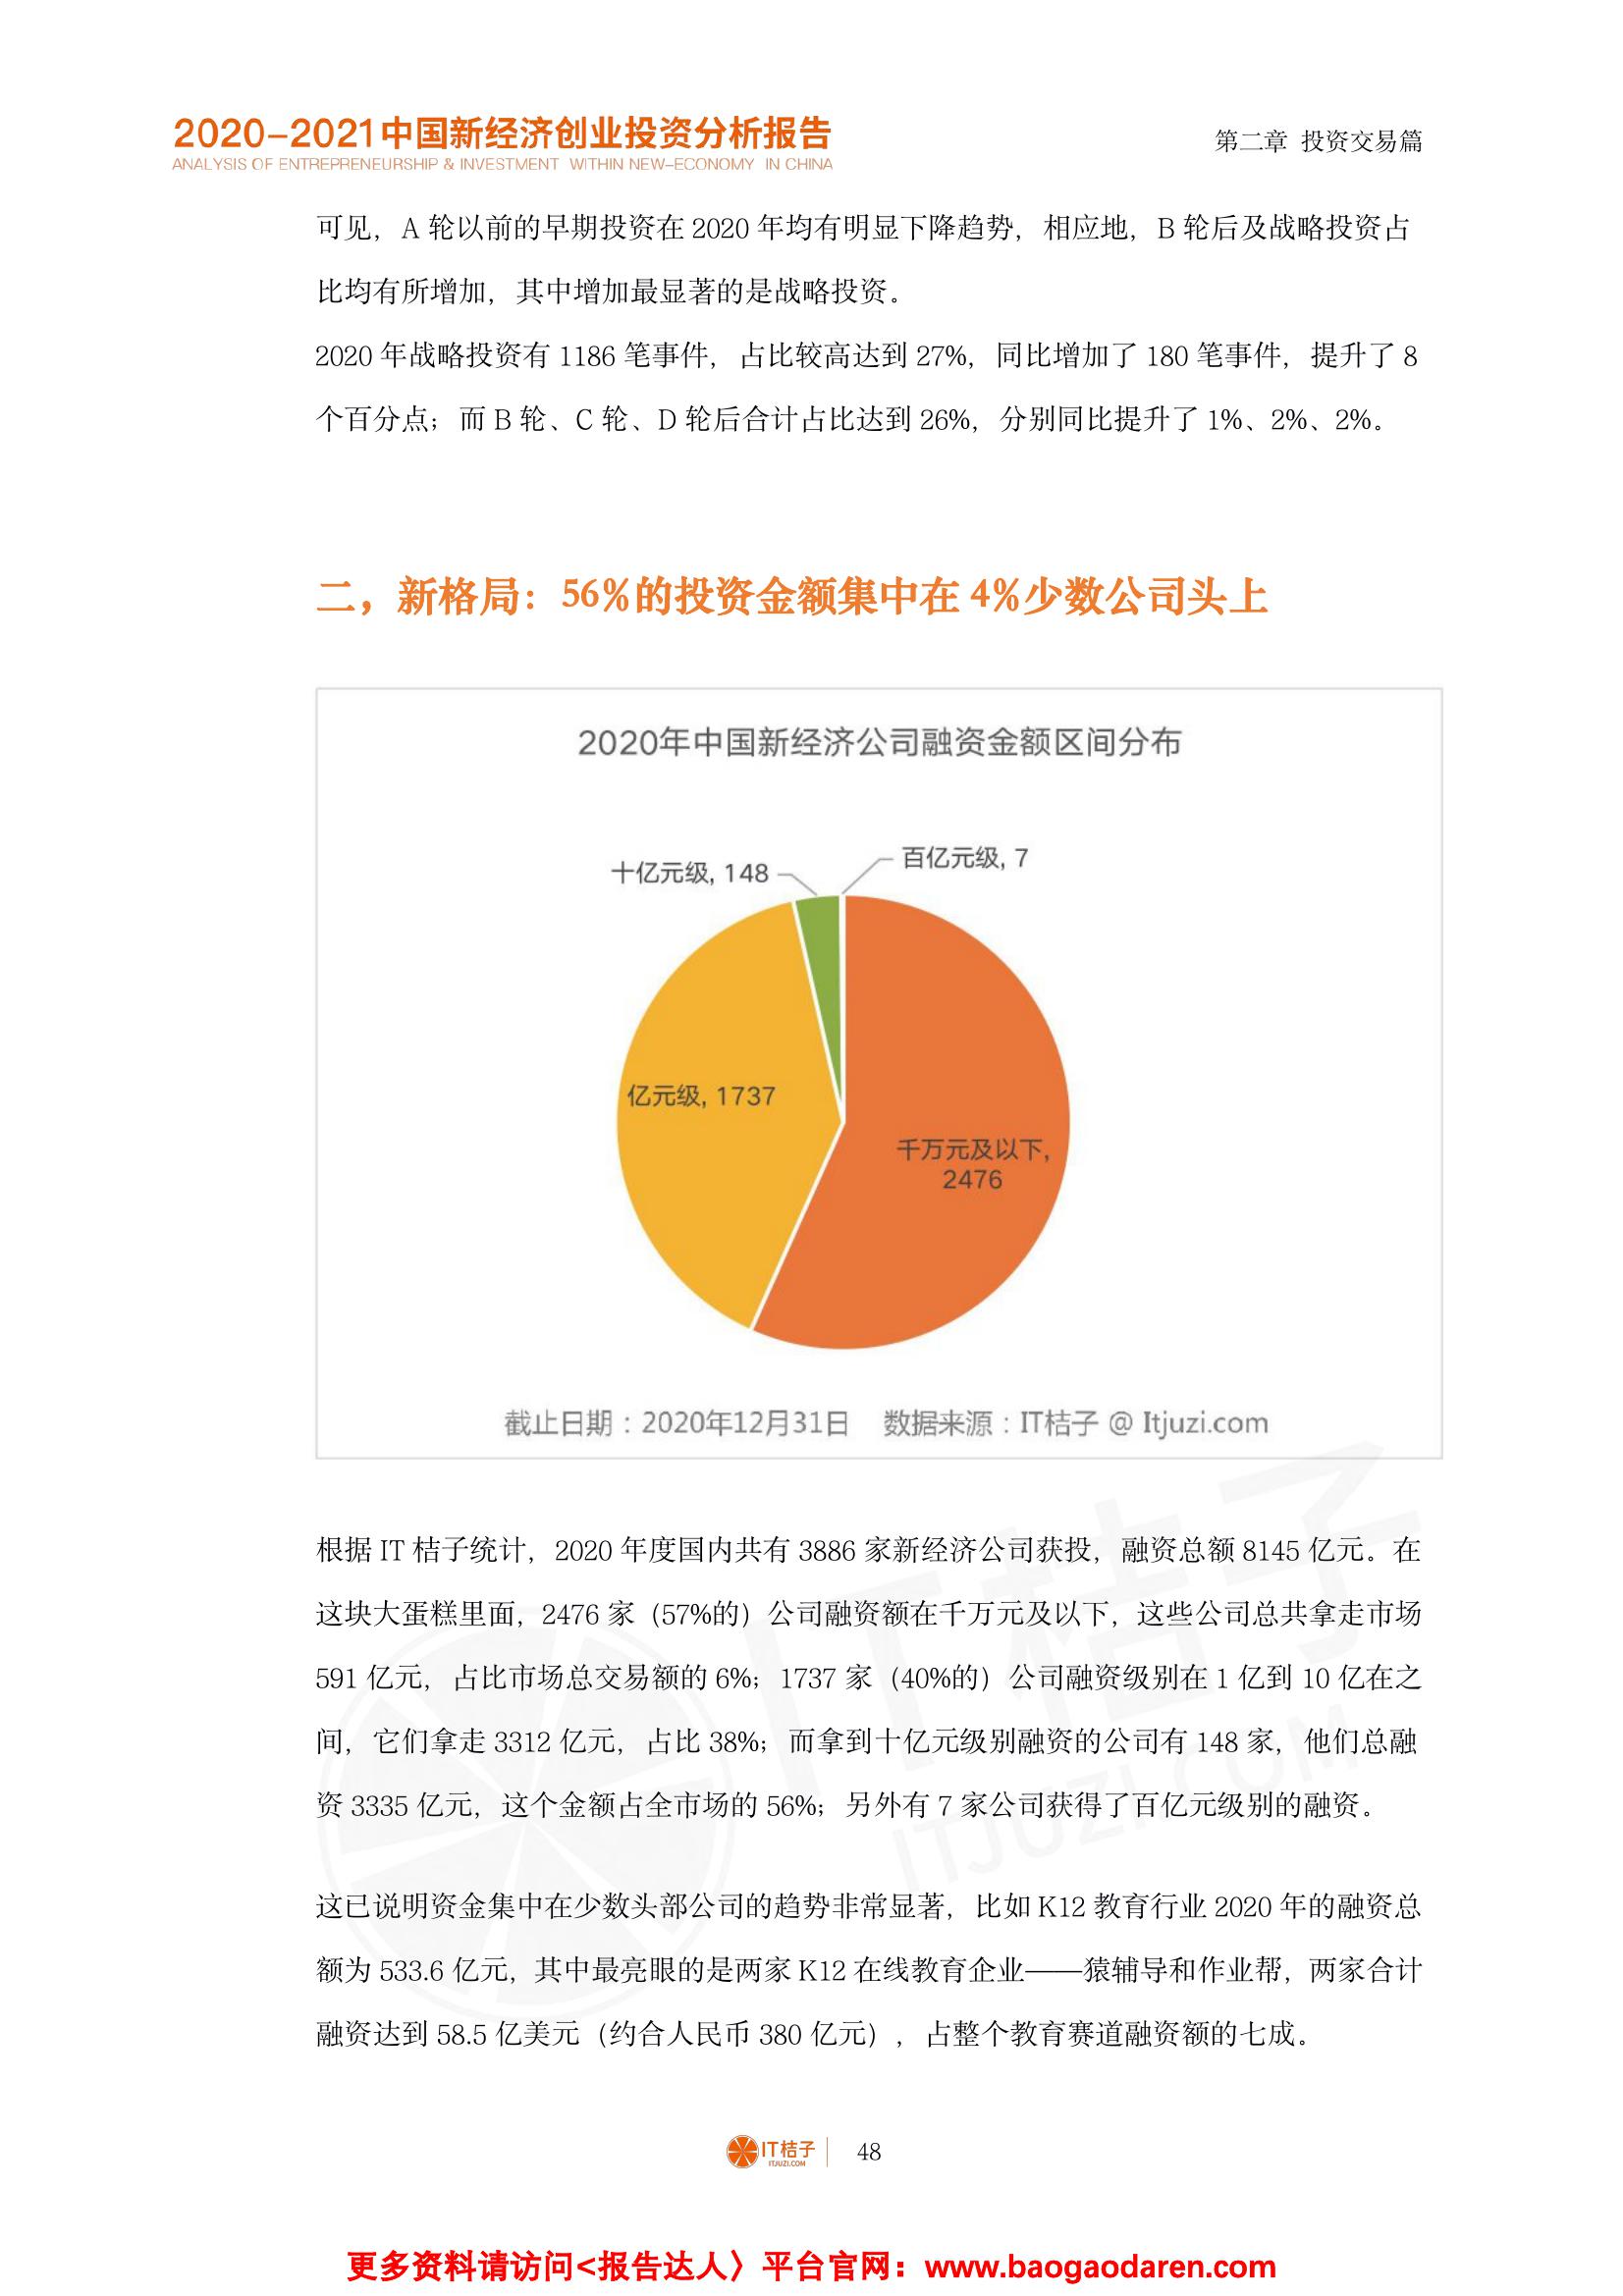 2020-2021中国新经济创业投资分析报告
ANALYSIS OF ENTREPRENEURSHIP & INVESTMENT WITHIN NEW-ECONOMY IN CHINA
第二章 投资交易篇
可见，A 轮以前的早期投资在 2020 年均有明显下降趋势，相应地，B 轮后及战略投资占
比均有所增加，其中增加最显著的是战略投资。
2020 年战略投资有 1186 笔事件，占比较高达到 27%，同比增加了 180 笔事件，提升了 8
个百分点；而 B 轮、C 轮、D 轮后合计占比达到 26%，分别同比提升了 1%、2%、2%。
二，新格局：56%的投资金额集中在 4%少数公司头上
2020年中国新经济公司融资金额区间分布
百亿元级, 7
十亿元级, 148
亿元级, 1737
千万元及以下,
2476
截止日期：2020年12月31日 数据来源：IT桔子 @ Itjuzi.com
根据 IT 桔子统计，2020 年度国内共有 3886 家新经济公司获投，融资总额 8145 亿元。在
这块大蛋糕里面，2476 家（57%的）公司融资额在千万元及以下，这些公司总共拿走市场
591 亿元，占比市场总交易额的 6%；1737 家（40%的）公司融资级别在 1 亿到 10 亿在之
间，它们拿走 3312 亿元，占比 38%；而拿到十亿元级别融资的公司有 148 家，他们总融
资 3335 亿元，这个金额占全市场的 56%；另外有 7 家公司获得了百亿元级别的融资。
这已说明资金集中在少数头部公司的趋势非常显著，比如 K12 教育行业 2020 年的融资总
额为 533.6 亿元，其中最亮眼的是两家 K12 在线教育企业——猿辅导和作业帮，两家合计
融资达到 58.5 亿美元（约合人民币 380 亿元），占整个教育赛道融资额的七成。
IT桔子
ITJUZI.COM
IT桔子
ITJUZI.COM
48
更多资料请访问<报告达人〉平台官网：www.baogaodaren.com